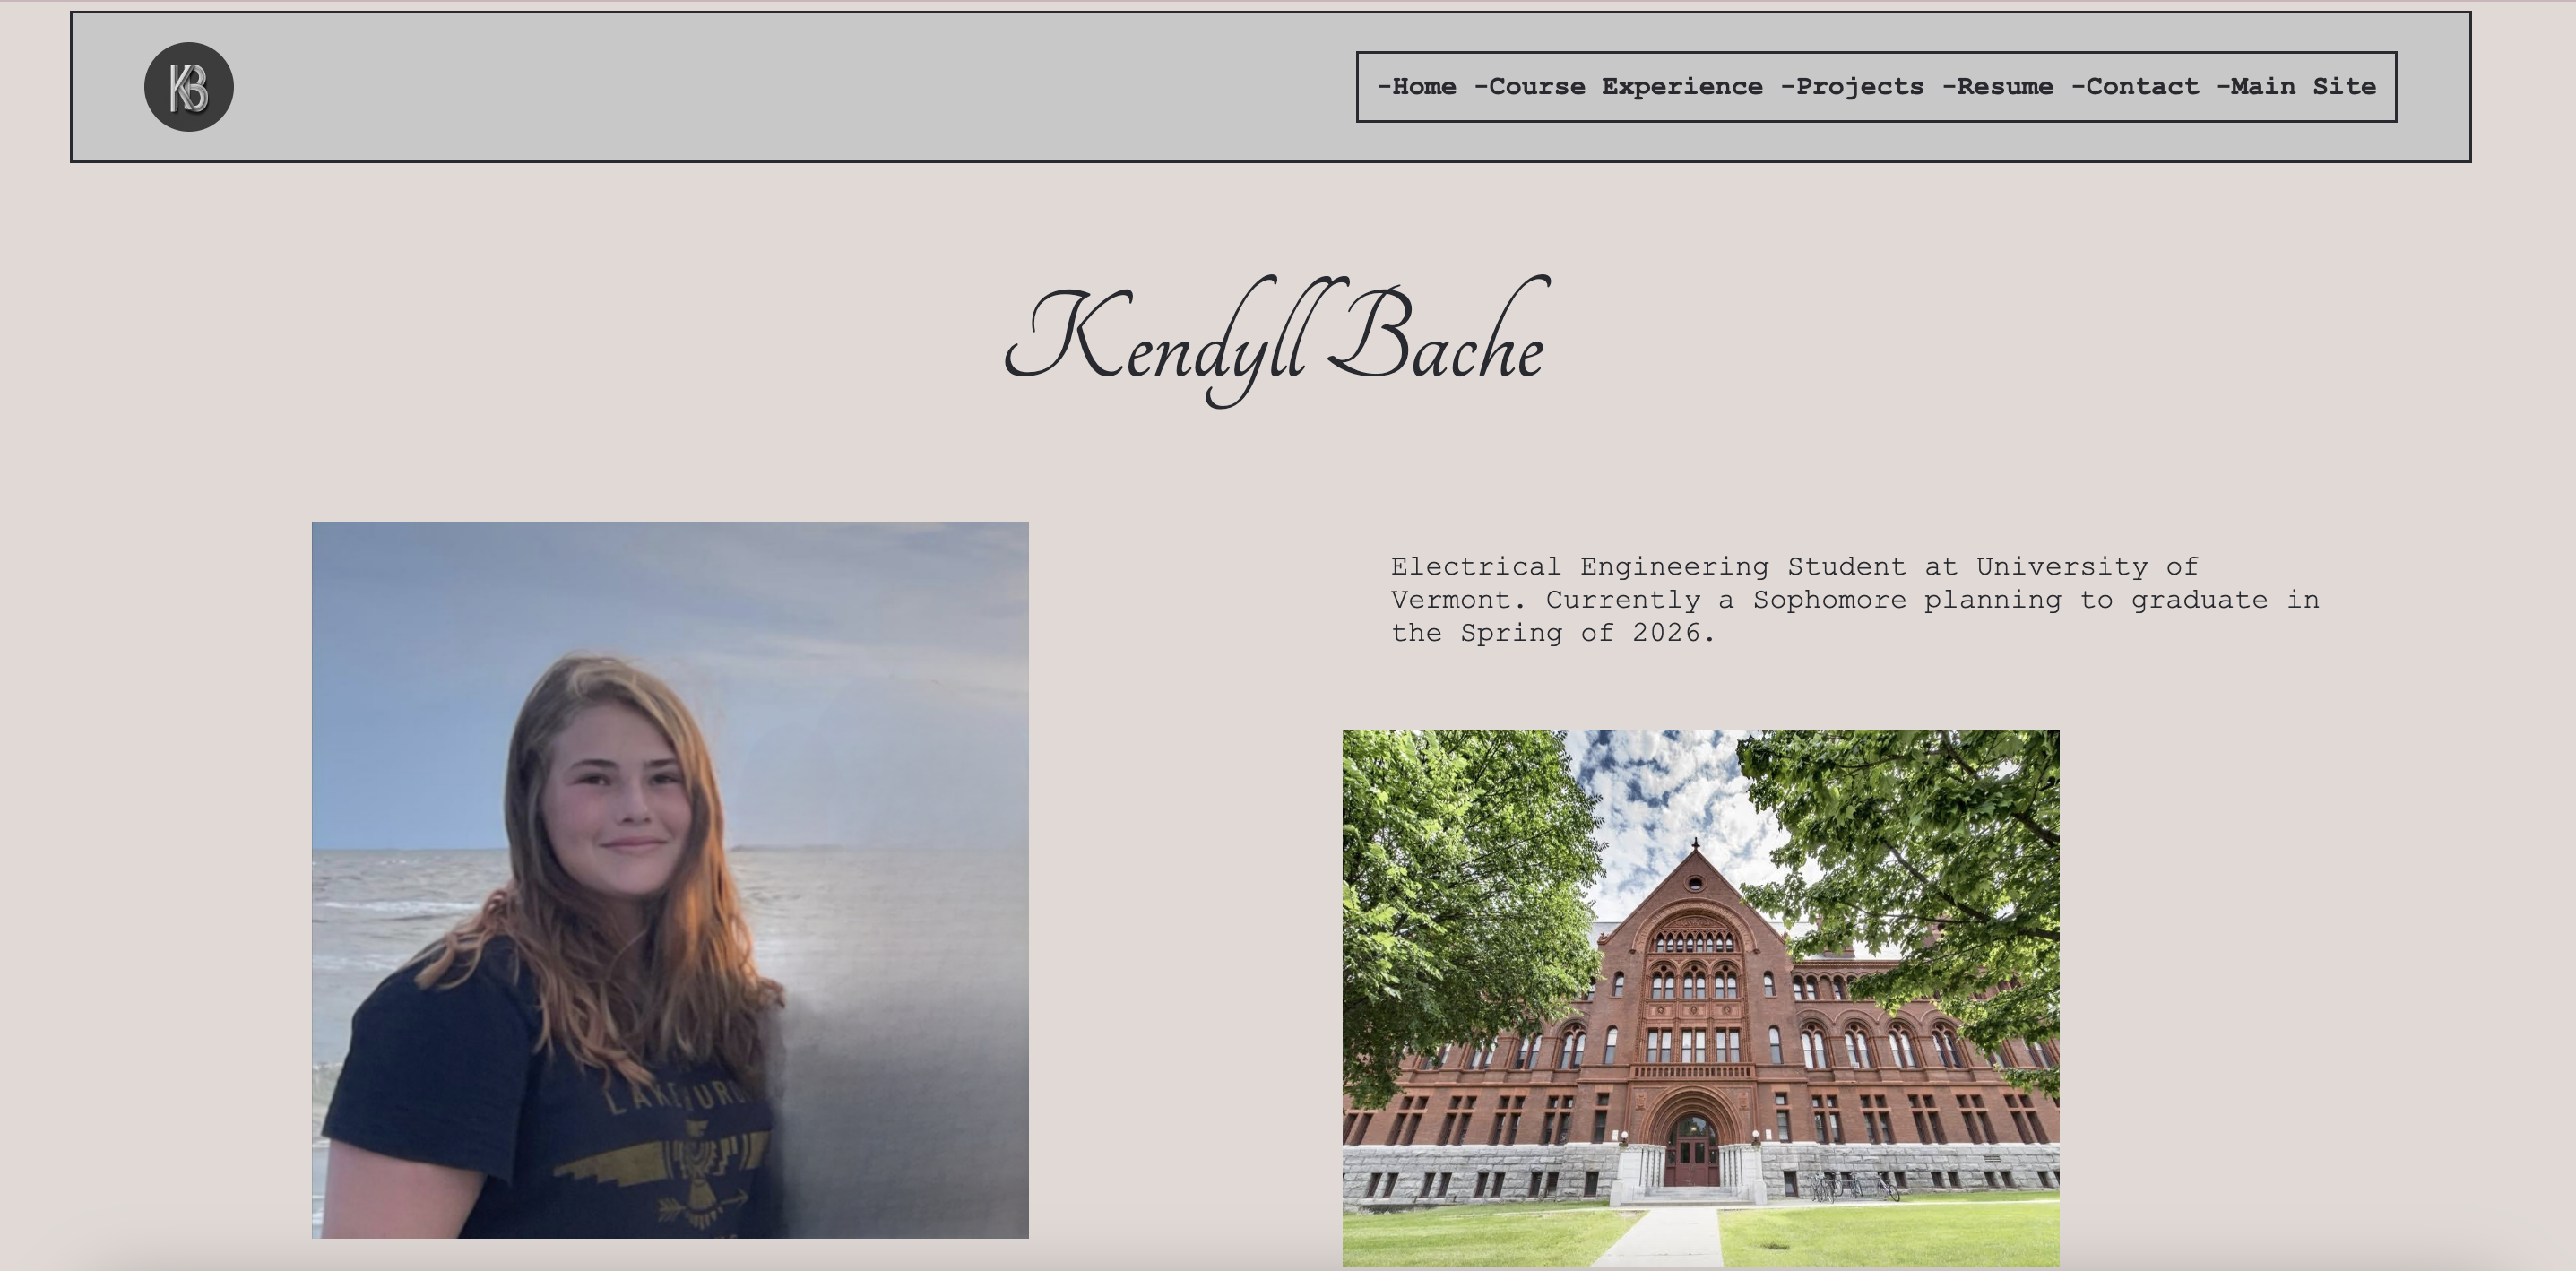 KB
-Home -Course Experience -Projects -Resume -Contact -Main Site
Kendyll Bache
Electrical Engineering Student at University of
Vermont. Currently a Sophomore planning to graduate in
the Spring of 2026.
LAKE HURON